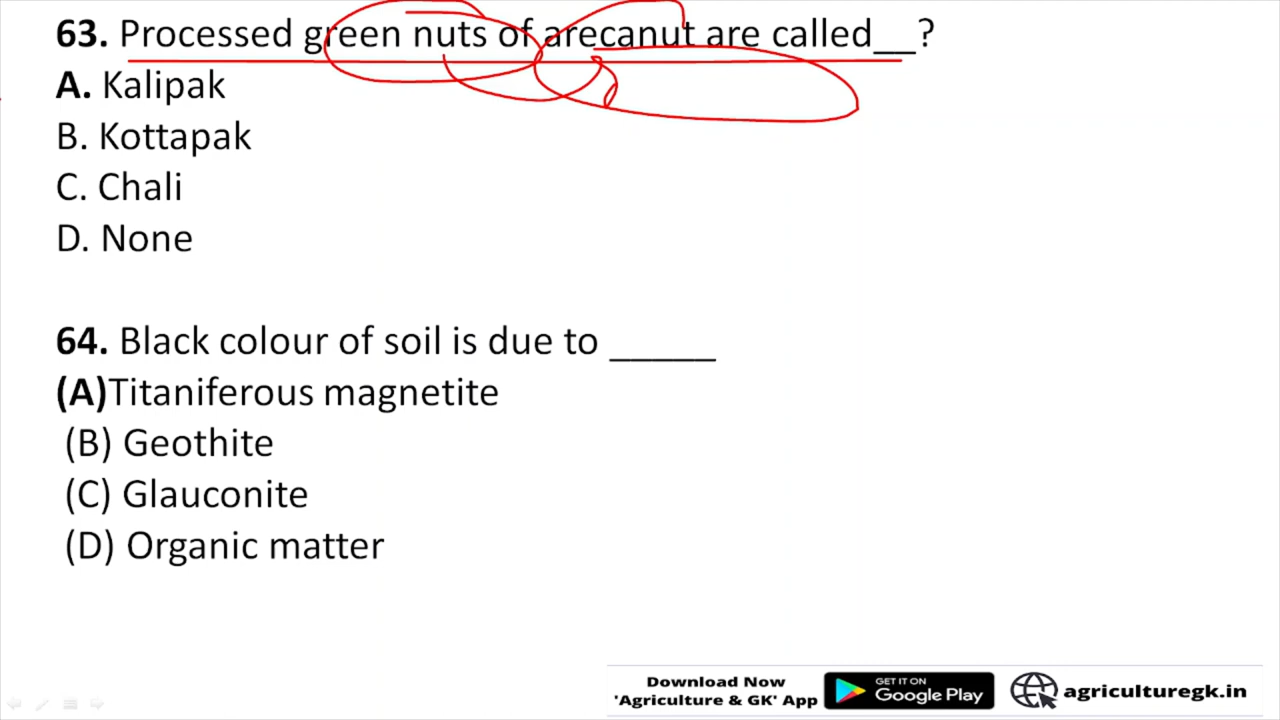 63. Processed green nuts of arecanut are called__?
A. Kalipak
B. Kottapak
C. Chali
D. None
64. Black colour of soil is due to _____
(A)Titaniferous magnetite
(B) Geothite
(C) Glauconite
(D) Organic matter
Download Now
'Agriculture & GK' App
GET IT ON
Google Play
agriculturegk.in